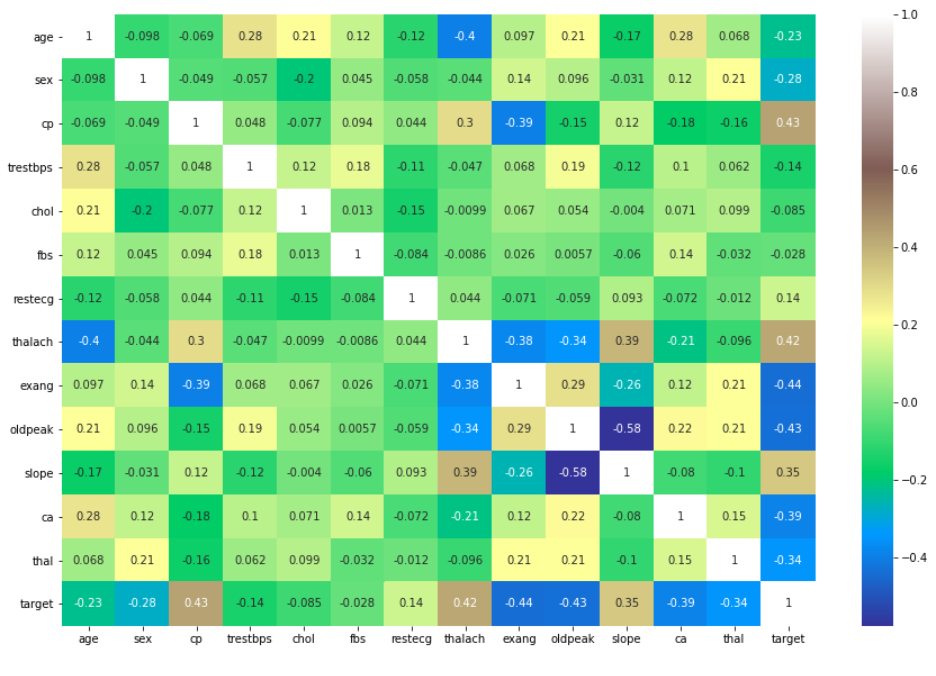 age 1 -0.098 -0.069 0.28 0.21 0.12 -0.12 -0.4 0.097 0.21 -0.17 0.28 0.068 -0.23
sex -0.098 1 -0.049 -0.057 -0.2 0.045 -0.058 -0.044 0.14 0.096 -0.031 0.12 0.21 -0.28
cp -0.069 -0.049 1 0.048 -0.077 0.094 0.044 0.3 -0.39 -0.15 0.12 -0.18 -0.16 0.43
trestbps 0.28 -0.057 0.048 1 0.12 0.18 -0.11 -0.047 0.068 0.19 -0.12 0.1 0.062 -0.14
chol 0.21 -0.2 -0.077 0.12 1 0.013 -0.15 -0.0099 0.067 0.054 -0.004 0.071 0.099 -0.085
fbs 0.12 0.045 0.094 0.18 0.013 1 -0.084 -0.0086 0.026 0.0057 -0.06 0.14 -0.032 -0.028
restecg -0.12 -0.058 0.044 -0.11 -0.15 -0.084 1 0.044 -0.071 -0.059 0.093 -0.072 -0.012 0.14
thalach -0.4 -0.044 0.3 -0.047 -0.0099 -0.0086 0.044 1 -0.38 -0.34 0.39 -0.21 -0.096 0.42
exang 0.097 0.14 -0.39 0.068 0.067 0.026 -0.071 -0.38 1 0.29 -0.26 0.12 0.21 -0.44
oldpeak 0.21 0.096 -0.15 0.19 0.054 0.0057 -0.059 -0.34 0.29 1 -0.58 0.22 0.21 -0.43
slope -0.17 -0.031 0.12 -0.12 -0.004 -0.06 0.093 0.39 -0.26 -0.58 1 -0.08 -0.1 0.35
ca 0.28 0.12 -0.18 0.1 0.071 0.14 -0.072 -0.21 0.12 0.22 -0.08 1 0.15 -0.39
thal 0.068 0.21 -0.16 0.062 0.099 -0.032 -0.012 -0.096 0.21 0.21 -0.1 0.15 1 -0.34
target -0.23 -0.28 0.43 -0.14 -0.085 -0.028 0.14 0.42 -0.44 -0.43 0.35 -0.39 -0.34 1
age sex cp trestbps chol fbs restecg thalach exang oldpeak slope ca thal target
1.0
0.8
0.6
0.4
0.2
0.0
−0.2
−0.4